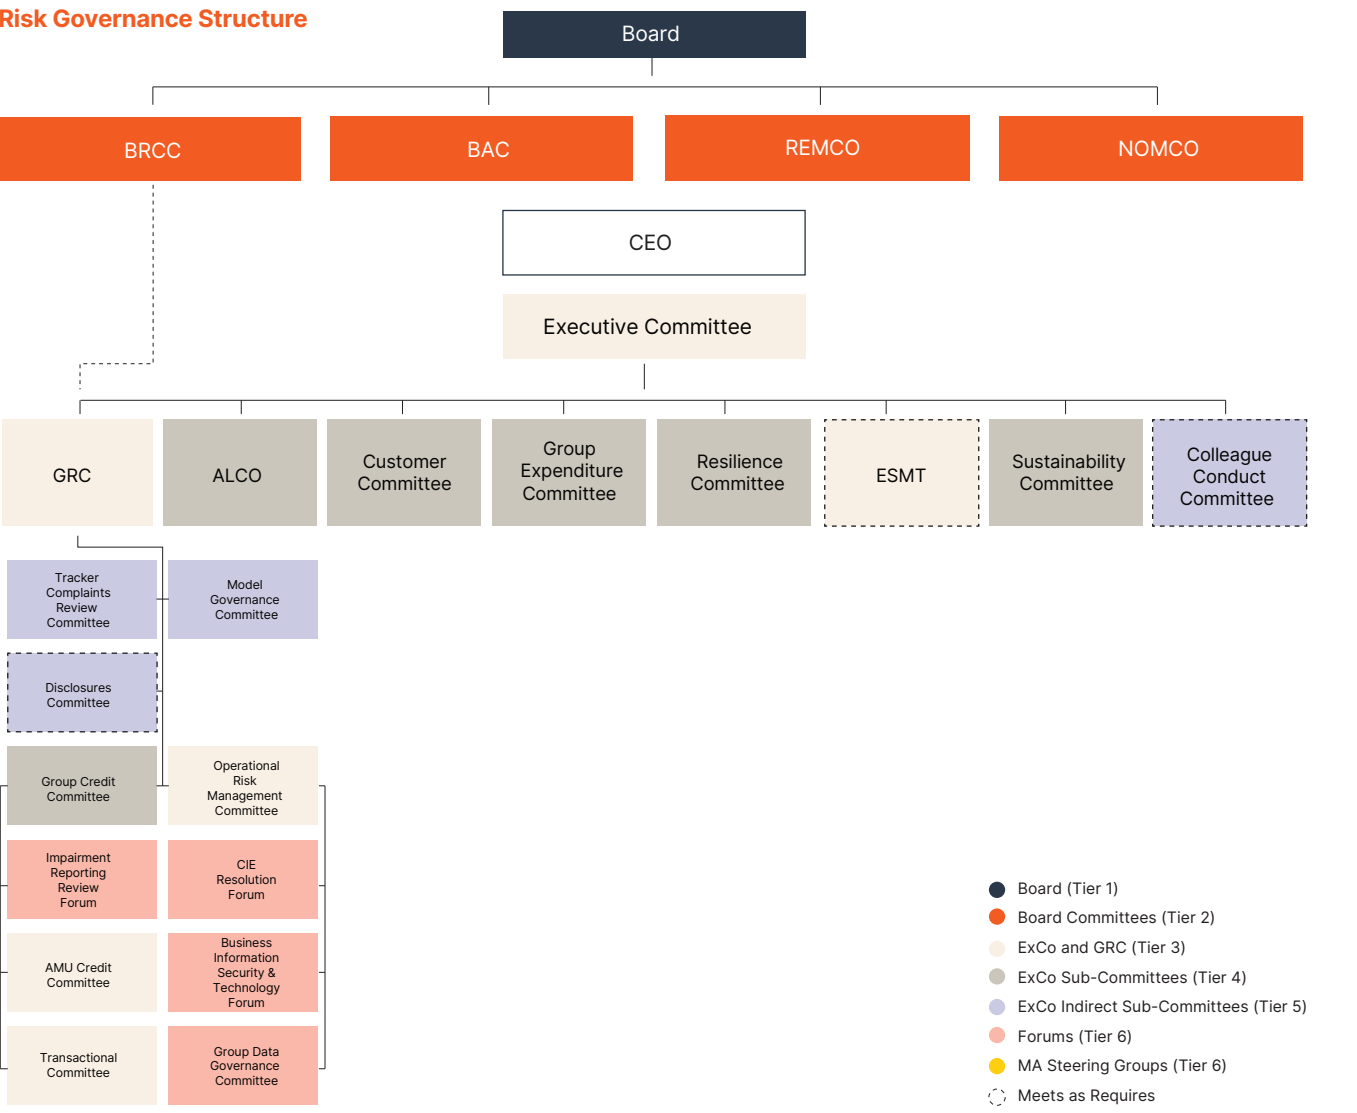 Risk Governance Structure
Board
BRCC
BAC
REMCO
NOMCO
CEO
Executive Committee
GRC
ALCO
Customer
Committee
Group
Expenditure
Committee
Resilience
Committee
ESMT
Sustainability
Committee
Colleague
Conduct
Committee
Tracker
Complaints
Review
Committee
Model
Governance
Committee
Disclosures
Committee
Group Credit
Committee
Operational
Risk
Management
Committee
Impairment
Reporting
Review
Forum
CIE
Resolution
Forum
AMU Credit
Committee
Business
Information
Security &
Technology
Forum
Transactional
Committee
Group Data
Governance
Committee
Board (Tier 1)
Board Committees (Tier 2)
ExCo and GRC (Tier 3)
ExCo Sub-Committees (Tier 4)
ExCo Indirect Sub-Committees (Tier 5)
Forums (Tier 6)
MA Steering Groups (Tier 6)
Meets as Requires